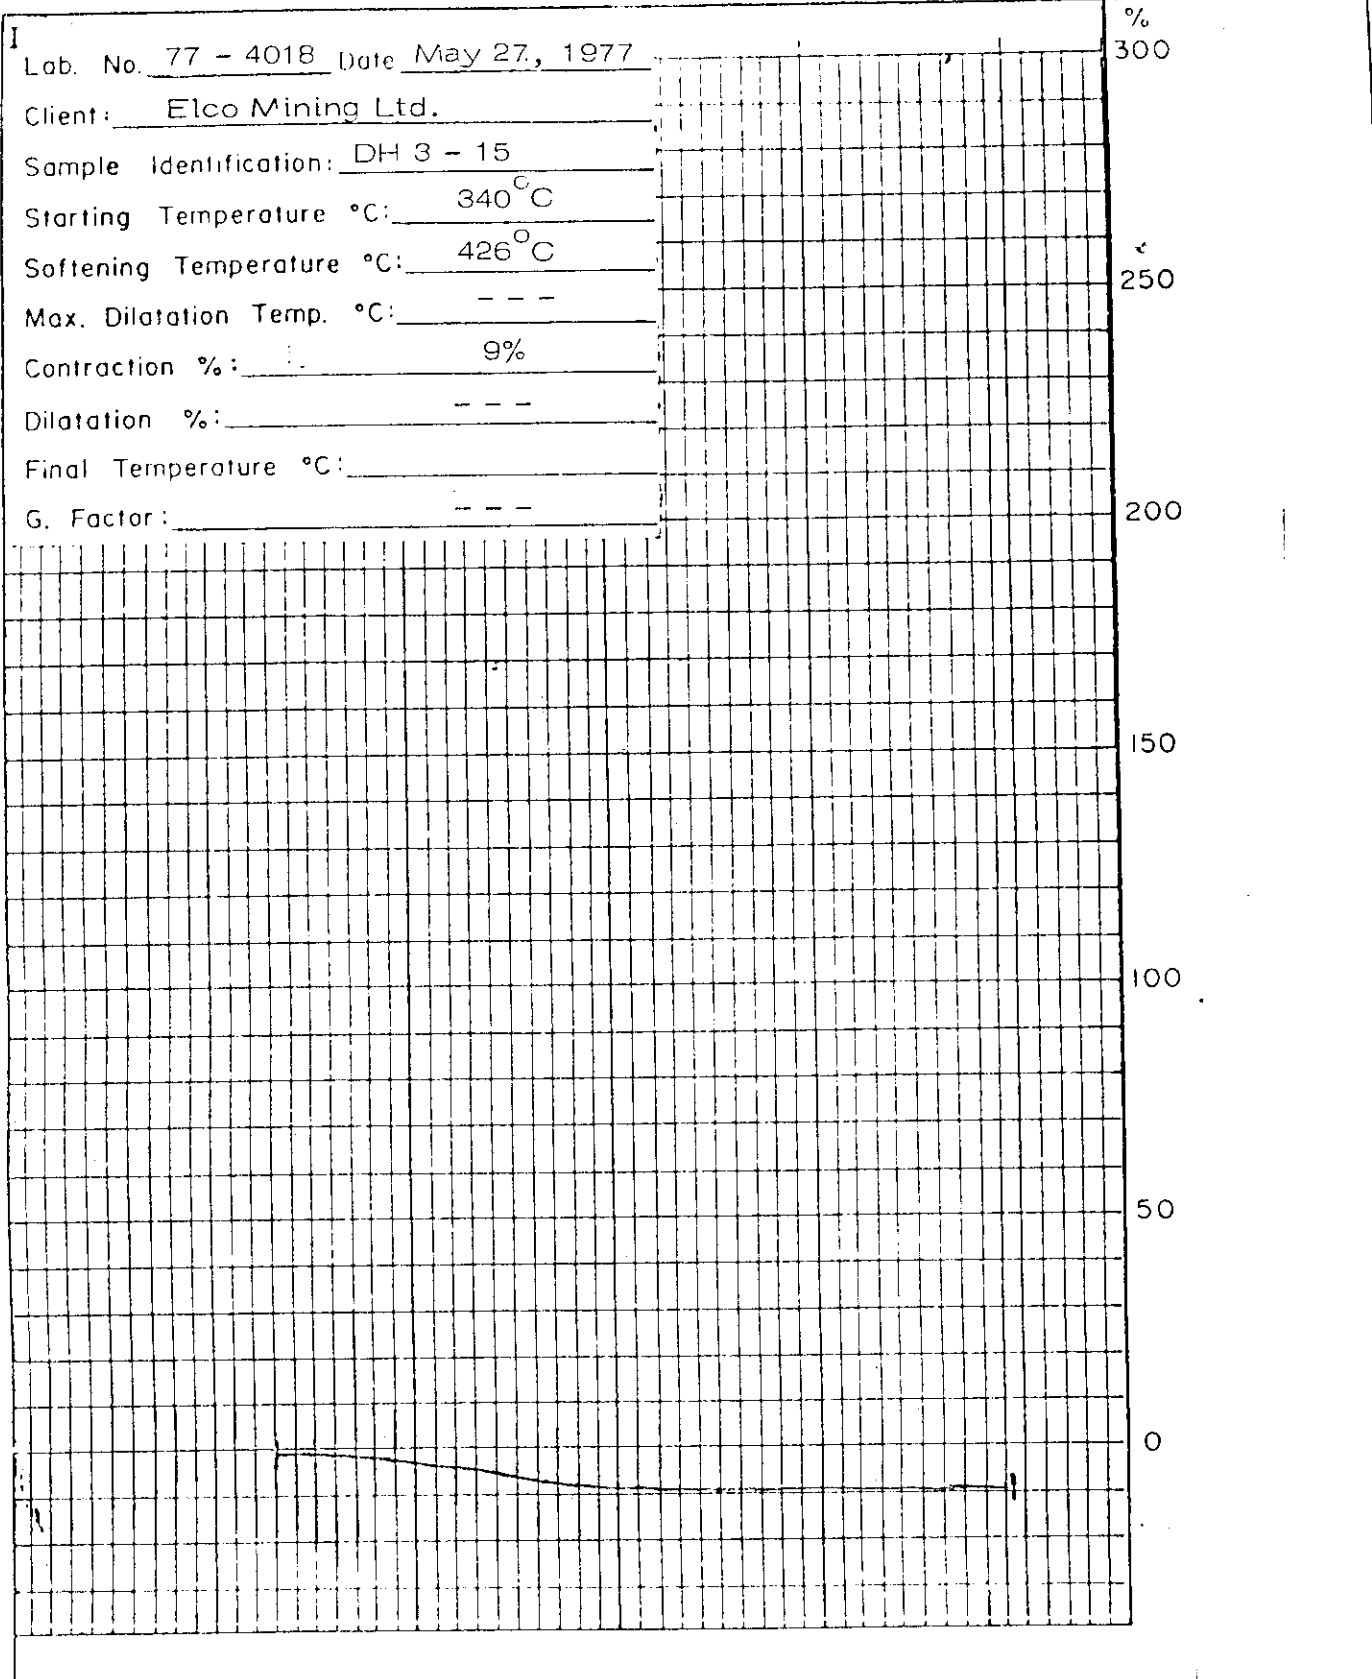 Lab. No. 77 - 4018 Date May 27, 1977
Client: Elco Mining Ltd.
Sample Identification: DH 3 - 15
Starting Temperature °C: 340°C
Softening Temperature °C: 426°C
Max. Dilatation Temp. °C: - - -
Contraction %: 9%
Dilatation %: - - -
Final Temperature °C:
G. Factor: - - -
%
300
250
200
150
100
50
0